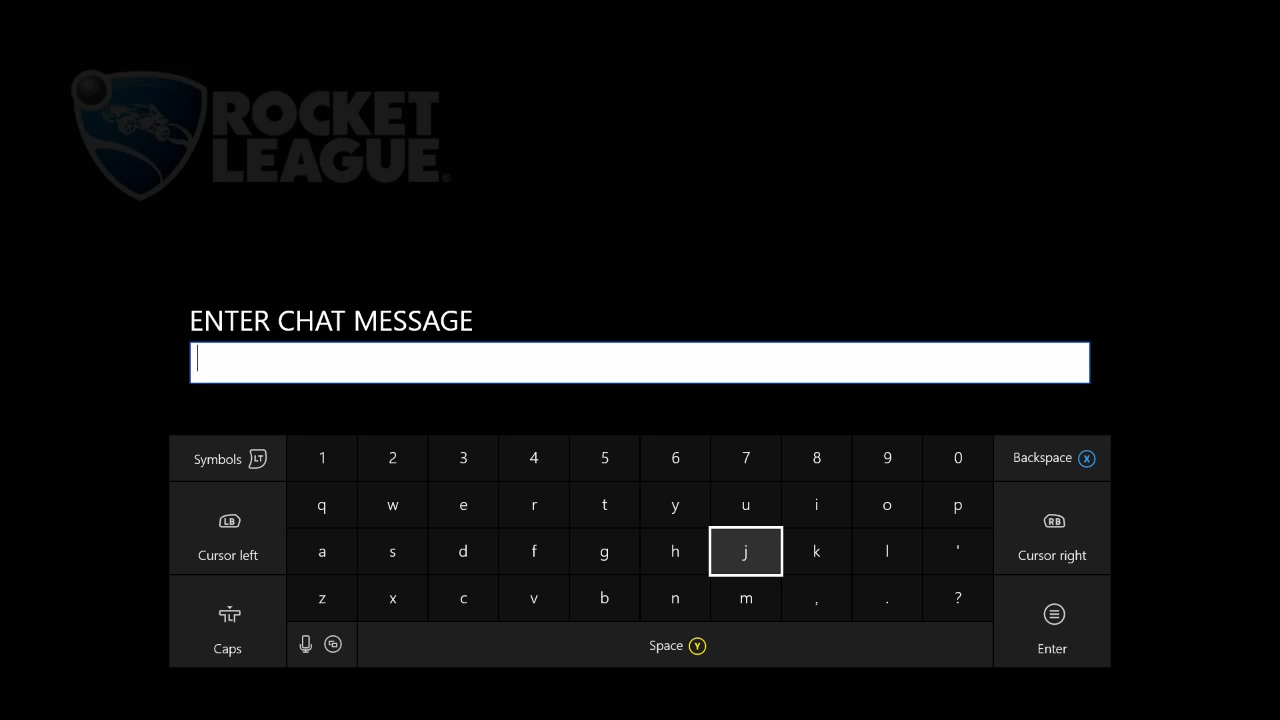 ROCKET
LEAGUE®
ENTER CHAT MESSAGE
Symbols LT 1 2 3 4 5 6 7 8 9 0 Backspace X
q w e r t y u i o p
LB RB
Cursor left a s d f g h j k l ' Cursor right
z x c v b n m , . ?
Caps Space Y Enter